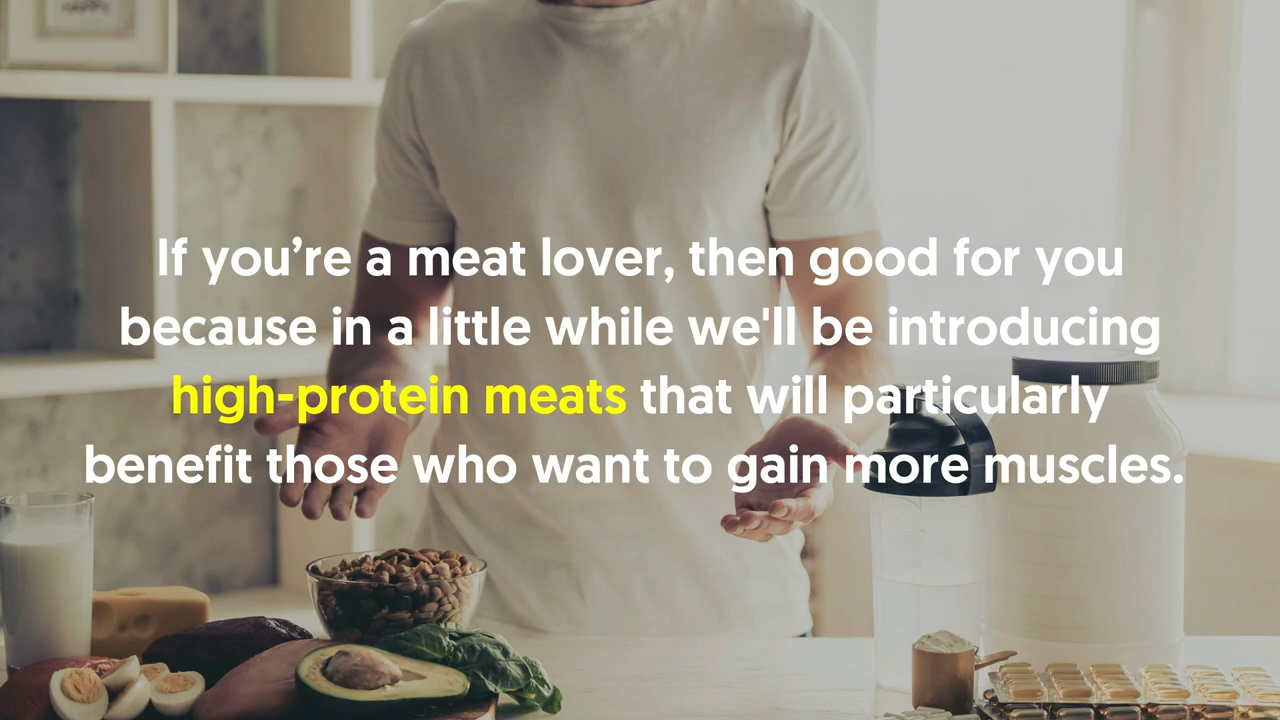 If you’re a meat lover, then good for you
because in a little while we'll be introducing
high-protein meats that will particularly
benefit those who want to gain more muscles.